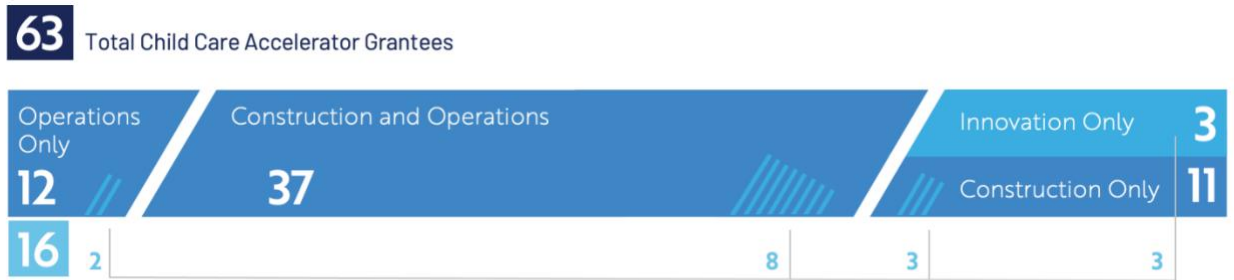 63 Total Child Care Accelerator Grantees
Operations
Only
12
Construction and Operations
37
Innovation Only 3
Construction Only 11
16 2 8 3 3